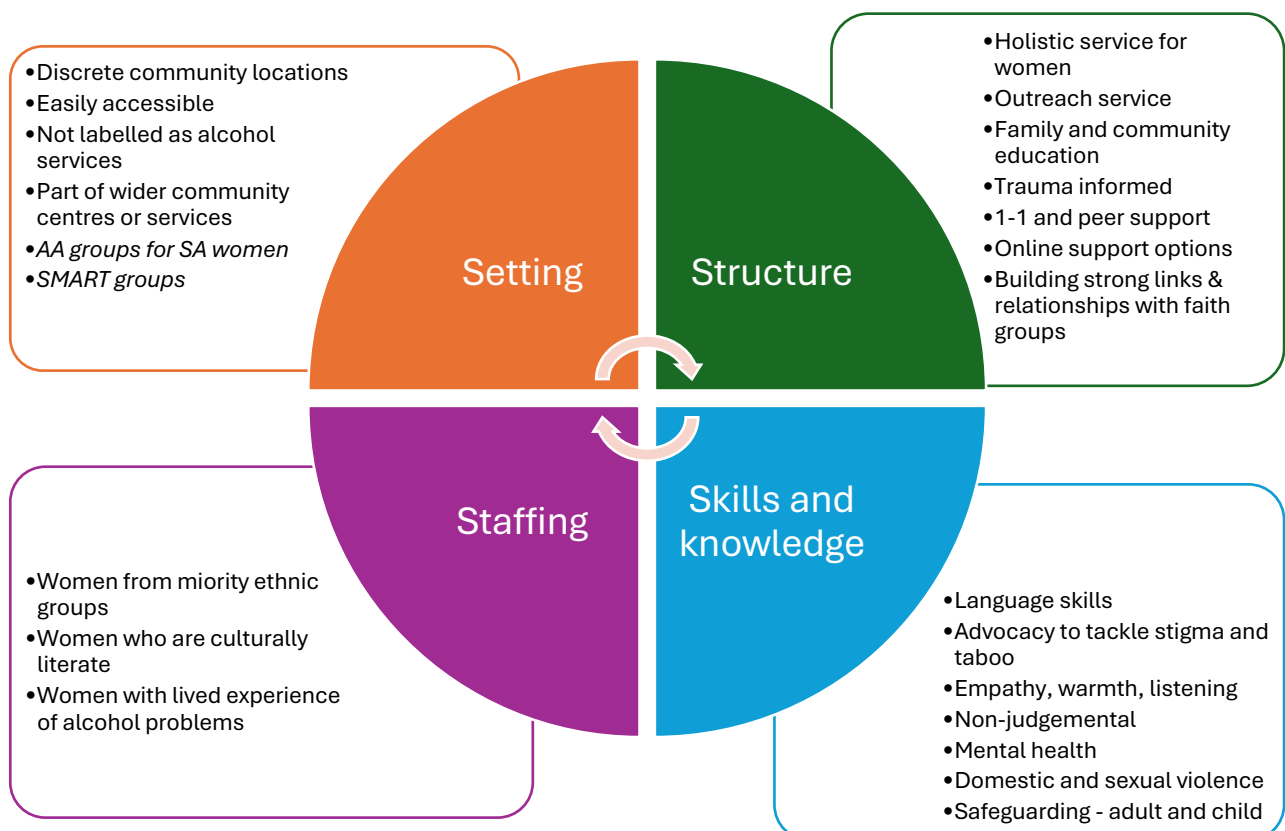 •Discrete community locations
•Easily accessible
•Not labelled as alcohol
services
•Part of wider community
centres or services
•AA groups for SA women
•SMART groups
Setting
Structure
•Holistic service for
women
•Outreach service
•Family and community
education
•Trauma informed
•1-1 and peer support
•Online support options
•Building strong links &
relationships with faith
groups
Staffing
Skills and
knowledge
•Women from miority ethnic
groups
•Women who are culturally
literate
•Women with lived experience
of alcohol problems
•Language skills
•Advocacy to tackle stigma and
taboo
•Empathy, warmth, listening
•Non-judgemental
•Mental health
•Domestic and sexual violence
•Safeguarding - adult and child